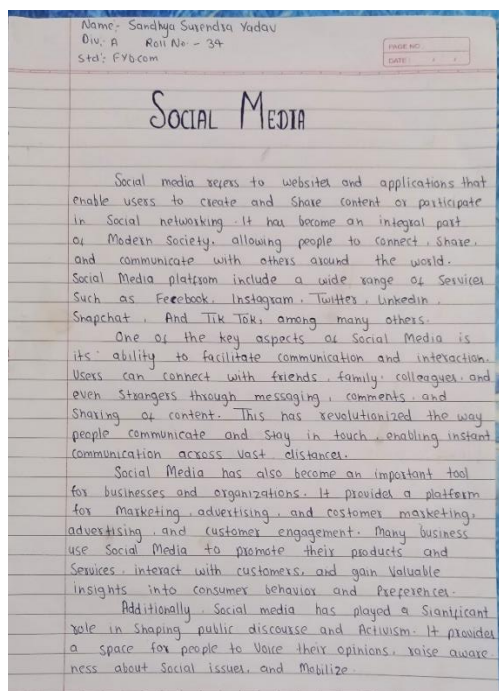 Name:- Sandhya Surendra Yadav
Div:- A Roll No - 34
Std:- FYbcom
PAGE NO.:
DATE: / /
SOCIAL MEDIA
Social media refers to websites and applications that
enable users to create and share content or participate
in Social networking. It has become an integral part
of Modern Society, allowing people to connect, share,
and communicate with others around the world.
Social Media platfrom include a wide range of Services
Such as Feeebook, Instagram, Twitter, Linkedin,
Snapchat, And Tik Tok, among many others.
One of the key aspects of Social Media is
its ability to facilitate communication and interaction.
Users can connect with friends, family, colleagues, and
even Strangers through messaging, comments, and
Sharing of content. This has revolutionized the way
people communicate and Stay in touch, enabling instant
communication across vast distances.
Social Media has also become an important tool
for businesses and organizations. It provides a platform
for Marketing, advertising, and costomer marketing,
advertising, and customer engagement. Many business
use Social Media to promote their products and
Services, interact with customers, and gain Valuable
insights into consumer behavior and Preferences.
Additionally, Social media has played a Significant
role in Shaping public discourse and Activism. It provides
a space for people to Voice their opinions, raise aware-
ness about Social issues, and Mobilize.